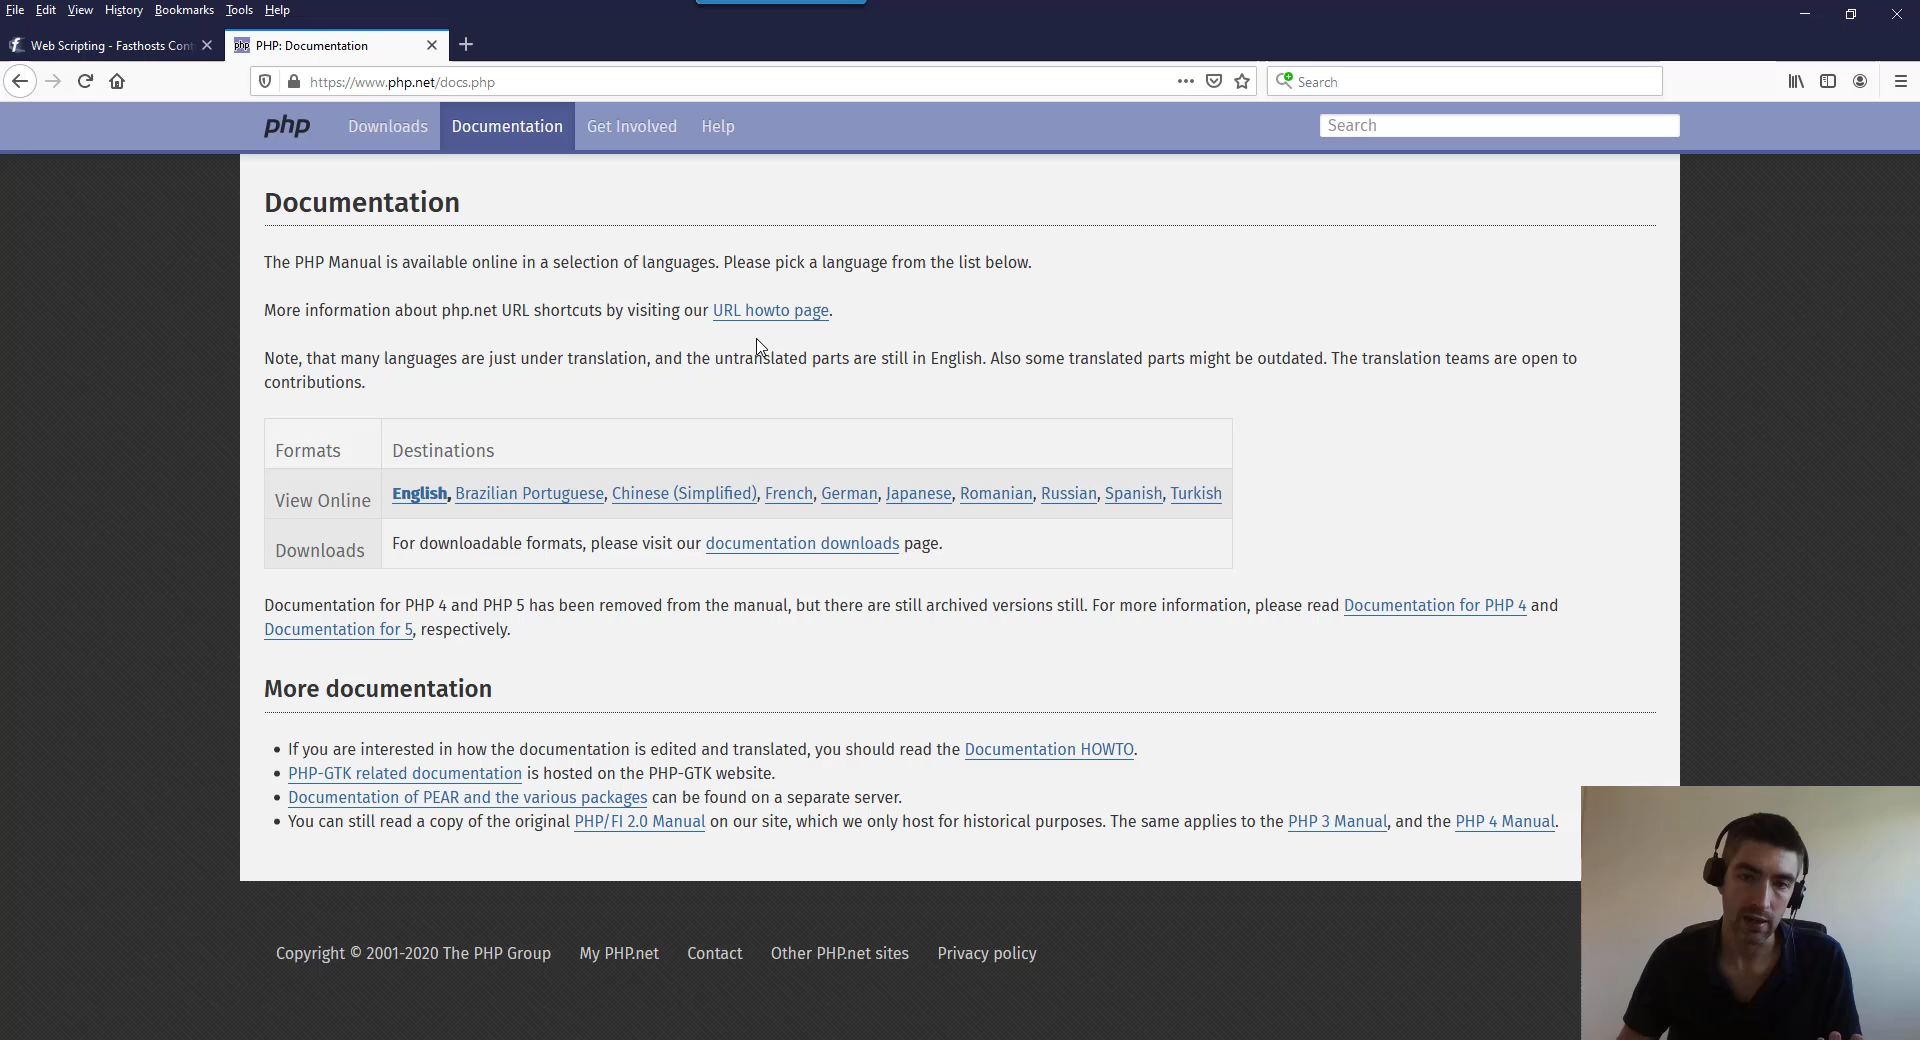 File Edit View History Bookmarks Tools Help
Web Scripting - Fasthosts Cont
php PHP: Documentation
https://www.php.net/docs.php
Search
php Downloads Documentation Get Involved Help Search
Documentation
The PHP Manual is available online in a selection of languages. Please pick a language from the list below.
More information about php.net URL shortcuts by visiting our URL howto page.
Note, that many languages are just under translation, and the untranslated parts are still in English. Also some translated parts might be outdated. The translation teams are open to
contributions.
Formats Destinations
View Online English, Brazilian Portuguese, Chinese (Simplified), French, German, Japanese, Romanian, Russian, Spanish, Turkish
Downloads For downloadable formats, please visit our documentation downloads page.
Documentation for PHP 4 and PHP 5 has been removed from the manual, but there are still archived versions still. For more information, please read Documentation for PHP 4 and
Documentation for 5, respectively.
More documentation
• If you are interested in how the documentation is edited and translated, you should read the Documentation HOWTO.
• PHP-GTK related documentation is hosted on the PHP-GTK website.
• Documentation of PEAR and the various packages can be found on a separate server.
• You can still read a copy of the original PHP/FI 2.0 Manual on our site, which we only host for historical purposes. The same applies to the PHP 3 Manual, and the PHP 4 Manual.
Copyright © 2001-2020 The PHP Group My PHP.net Contact Other PHP.net sites Privacy policy